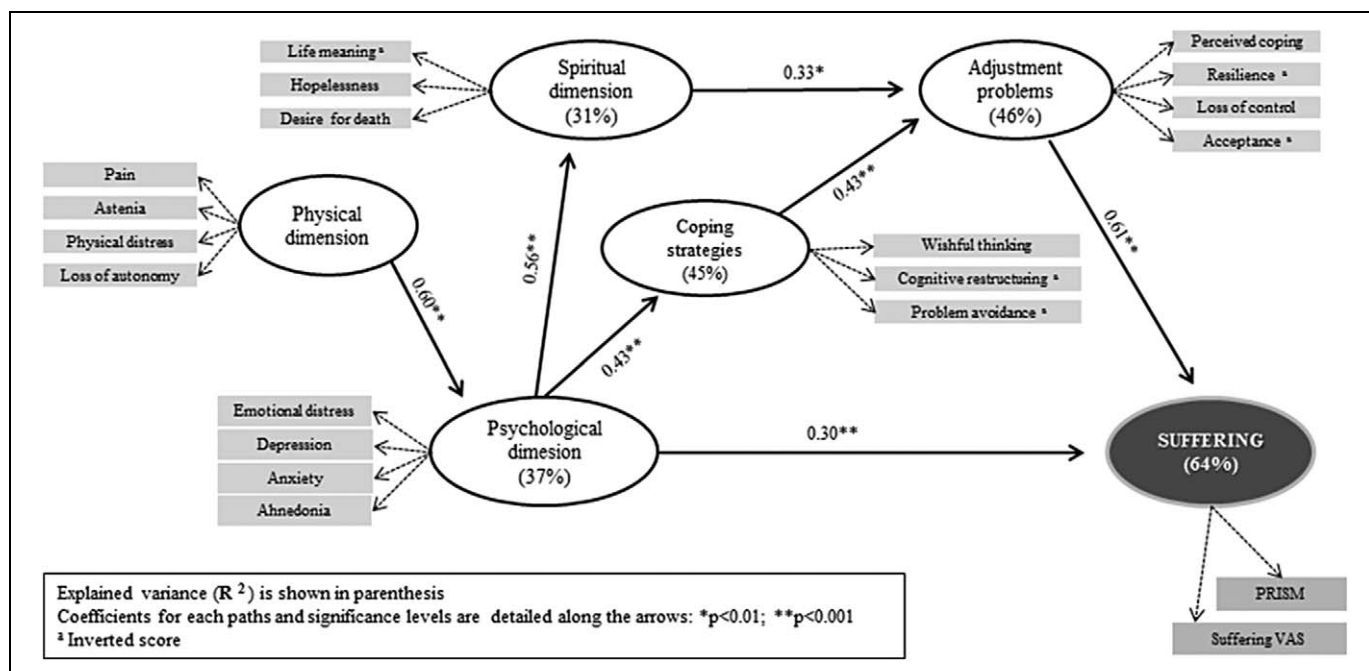 Life meaning ª
Hopelessness
Desire for death
Spiritual
dimension
(31%)
0.33*
Adjustment
problems
(46%)
Perceived coping
Resilience ª
Loss of control
Acceptance ª
Pain
Astenia
Physical distress
Loss of autonomy
Physical
dimension
0.60**
0.56**
0.43**
Coping
strategies
(45%)
0.43**
Wishful thinking
Cognitive restructuring ª
Problem avoidance ª
0.61**
Emotional distress
Depression
Anxiety
Ahnedonia
Psychological
dimesion
(37%)
0.30**
SUFFERING
(64%)
PRISM
Suffering VAS
Explained variance (R ²) is shown in parenthesis
Coefficients for each paths and significance levels are detailed along the arrows: *p<0.01; **p<0.001
ª Inverted score